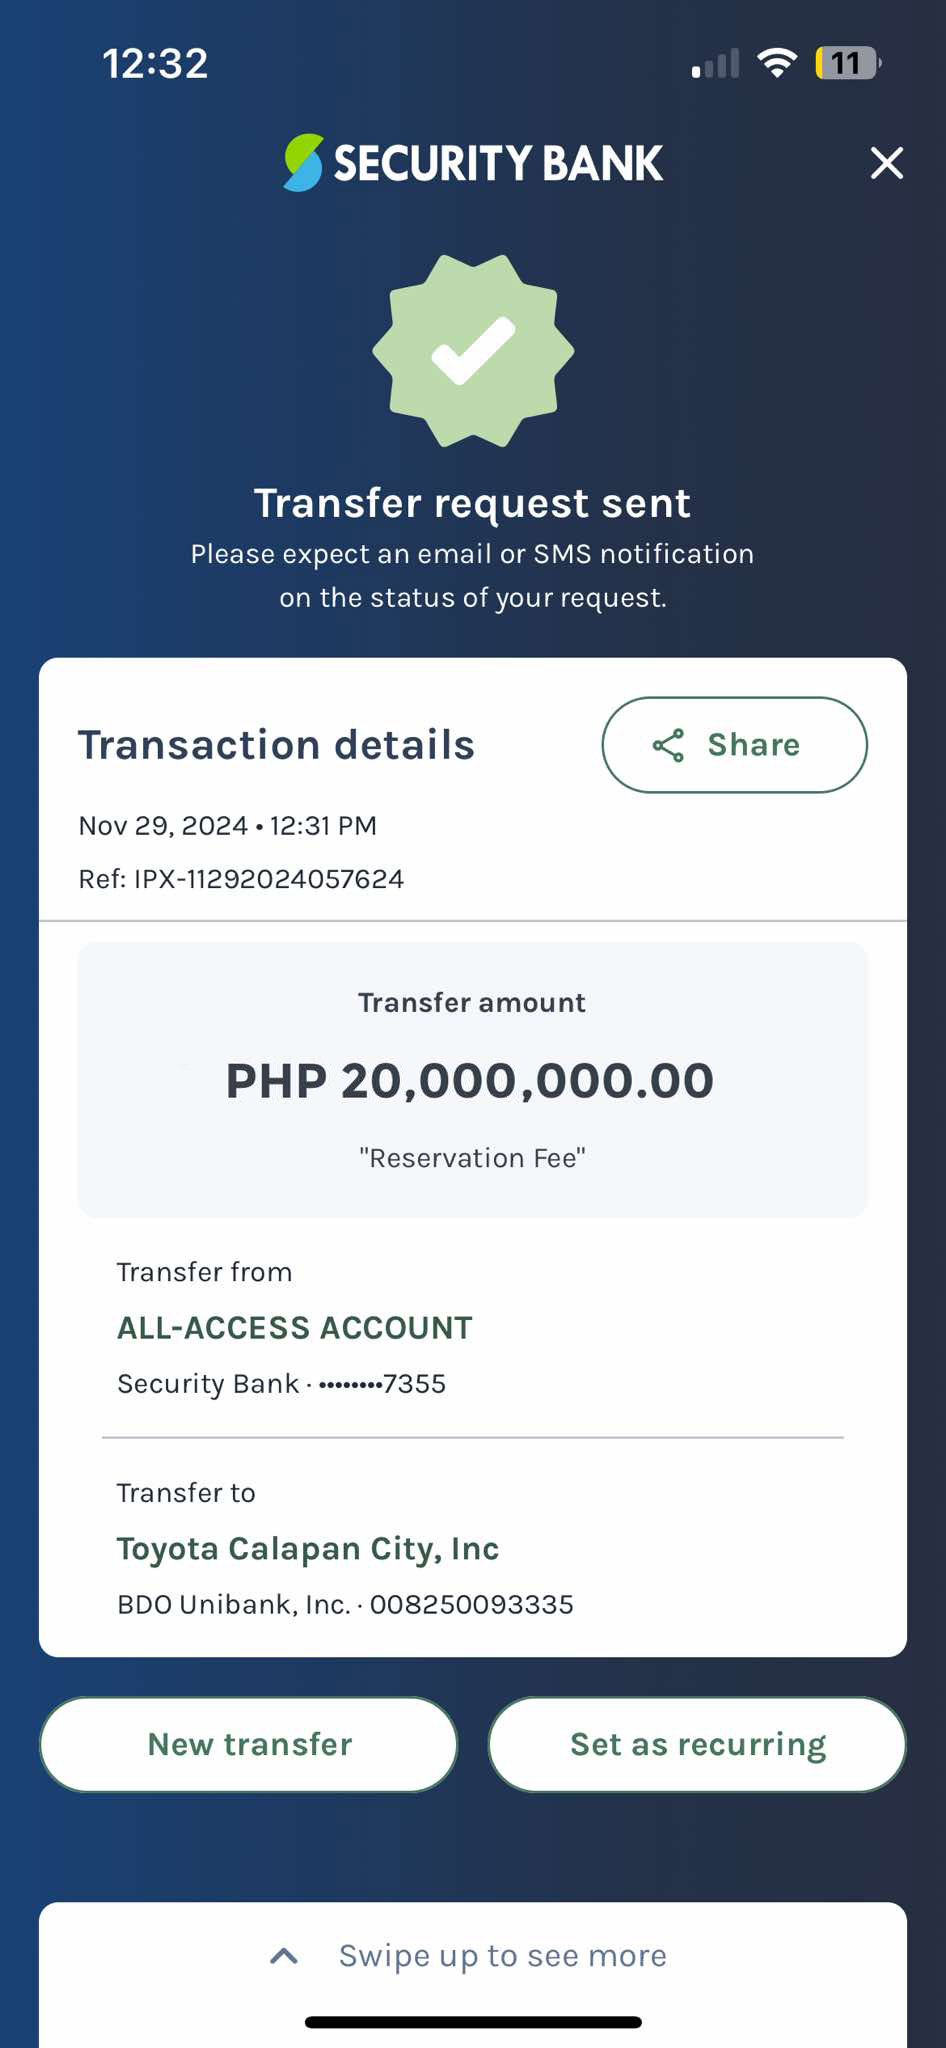 12:32
11
SECURITY BANK
Transfer request sent
Please expect an email or SMS notification
on the status of your request.
Transaction details
Share
Nov 29, 2024 • 12:31 PM
Ref: IPX-11292024057624
Transfer amount
PHP 20,000,000.00
"Reservation Fee"
Transfer from
ALL-ACCESS ACCOUNT
Security Bank · ••••••••7355
Transfer to
Toyota Calapan City, Inc
BDO Unibank, Inc. · 008250093335
New transfer
Set as recurring
Swipe up to see more